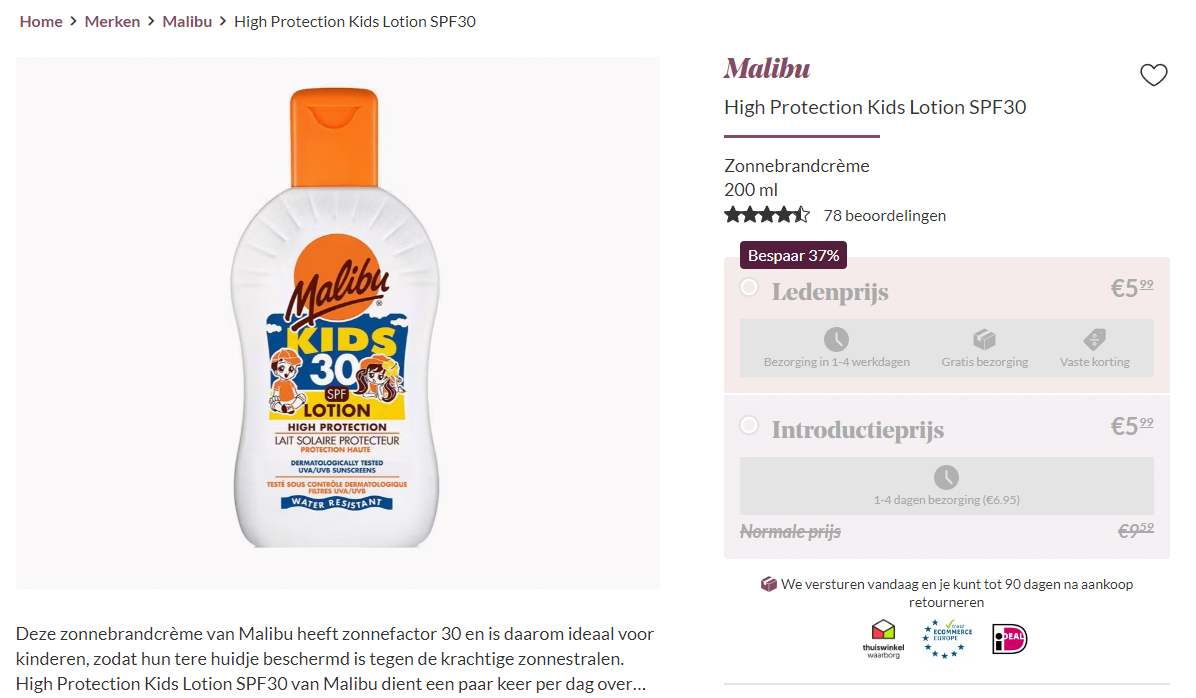 Home > Merken > Malibu > High Protection Kids Lotion SPF30
Malibu
KIDS
30
SPF
LOTION
HIGH PROTECTION
LAIT SOLAIRE PROTECTEUR
PROTECTION HAUTE
DERMATOLOGICALLY TESTED
UVA/UVB SUNSCREENS
TESTÉ SOUS CONTRÔLE DERMATOLOGIQUE
FILTRES UVA/UVB
WATER RESISTANT
Deze zonnebrandcrème van Malibu heeft zonnefactor 30 en is daarom ideaal voor
kinderen, zodat hun tere huidje beschermd is tegen de krachtige zonnestralen.
High Protection Kids Lotion SPF30 van Malibu dient een paar keer per dag over...
Malibu
High Protection Kids Lotion SPF30
Zonnebrandcrème
200 ml
78 beoordelingen
Bespaar 37%
Ledenprijs €5⁹⁹
Bezorging in 1-4 werkdagen Gratis bezorging Vaste korting
Introductieprijs €5⁹⁹
1-4 dagen bezorging (€6.95)
Normale prijs €9⁵⁹
We versturen vandaag en je kunt tot 90 dagen na aankoop
retourneren
thuiswinkel
waarborg
trust
ECOMMERCE
EUROPE
iDEAL